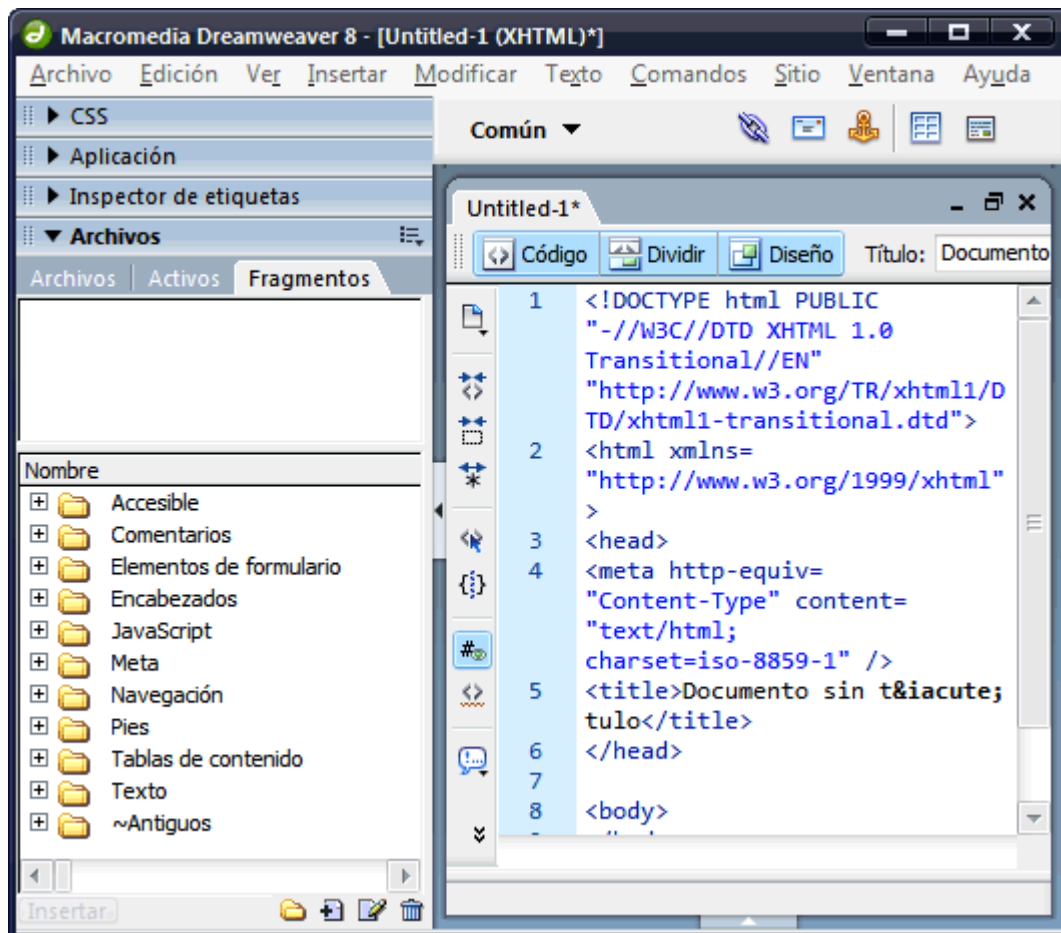 Macromedia Dreamweaver 8 - [Untitled-1 (XHTML)*]
Archivo Edición Ver Insertar Modificar Texto Comandos Sitio Ventana Ayuda
CSS
Aplicación
Inspector de etiquetas
Archivos
Archivos Activos Fragmentos
Nombre
Accesible
Comentarios
Elementos de formulario
Encabezados
JavaScript
Meta
Navegación
Pies
Tablas de contenido
Texto
~Antiguos
Insertar
Común
Untitled-1*
Código Dividir Diseño Título: Documento
1 <!DOCTYPE html PUBLIC
"-//W3C//DTD XHTML 1.0
Transitional//EN"
"http://www.w3.org/TR/xhtml1/D
TD/xhtml1-transitional.dtd">
2 <html xmlns=
"http://www.w3.org/1999/xhtml"
>
3 <head>
4 <meta http-equiv=
"Content-Type" content=
"text/html;
charset=iso-8859-1" />
5 <title>Documento sin t&iacute;
tulo</title>
6 </head>
7
8 <body>